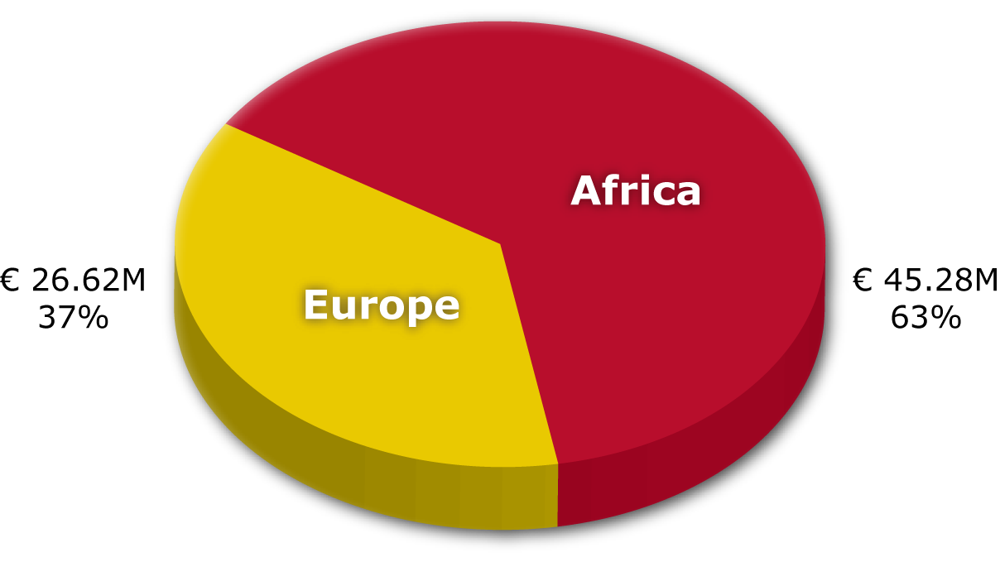 Africa
Europe
€ 26.62M
37%
€ 45.28M
63%